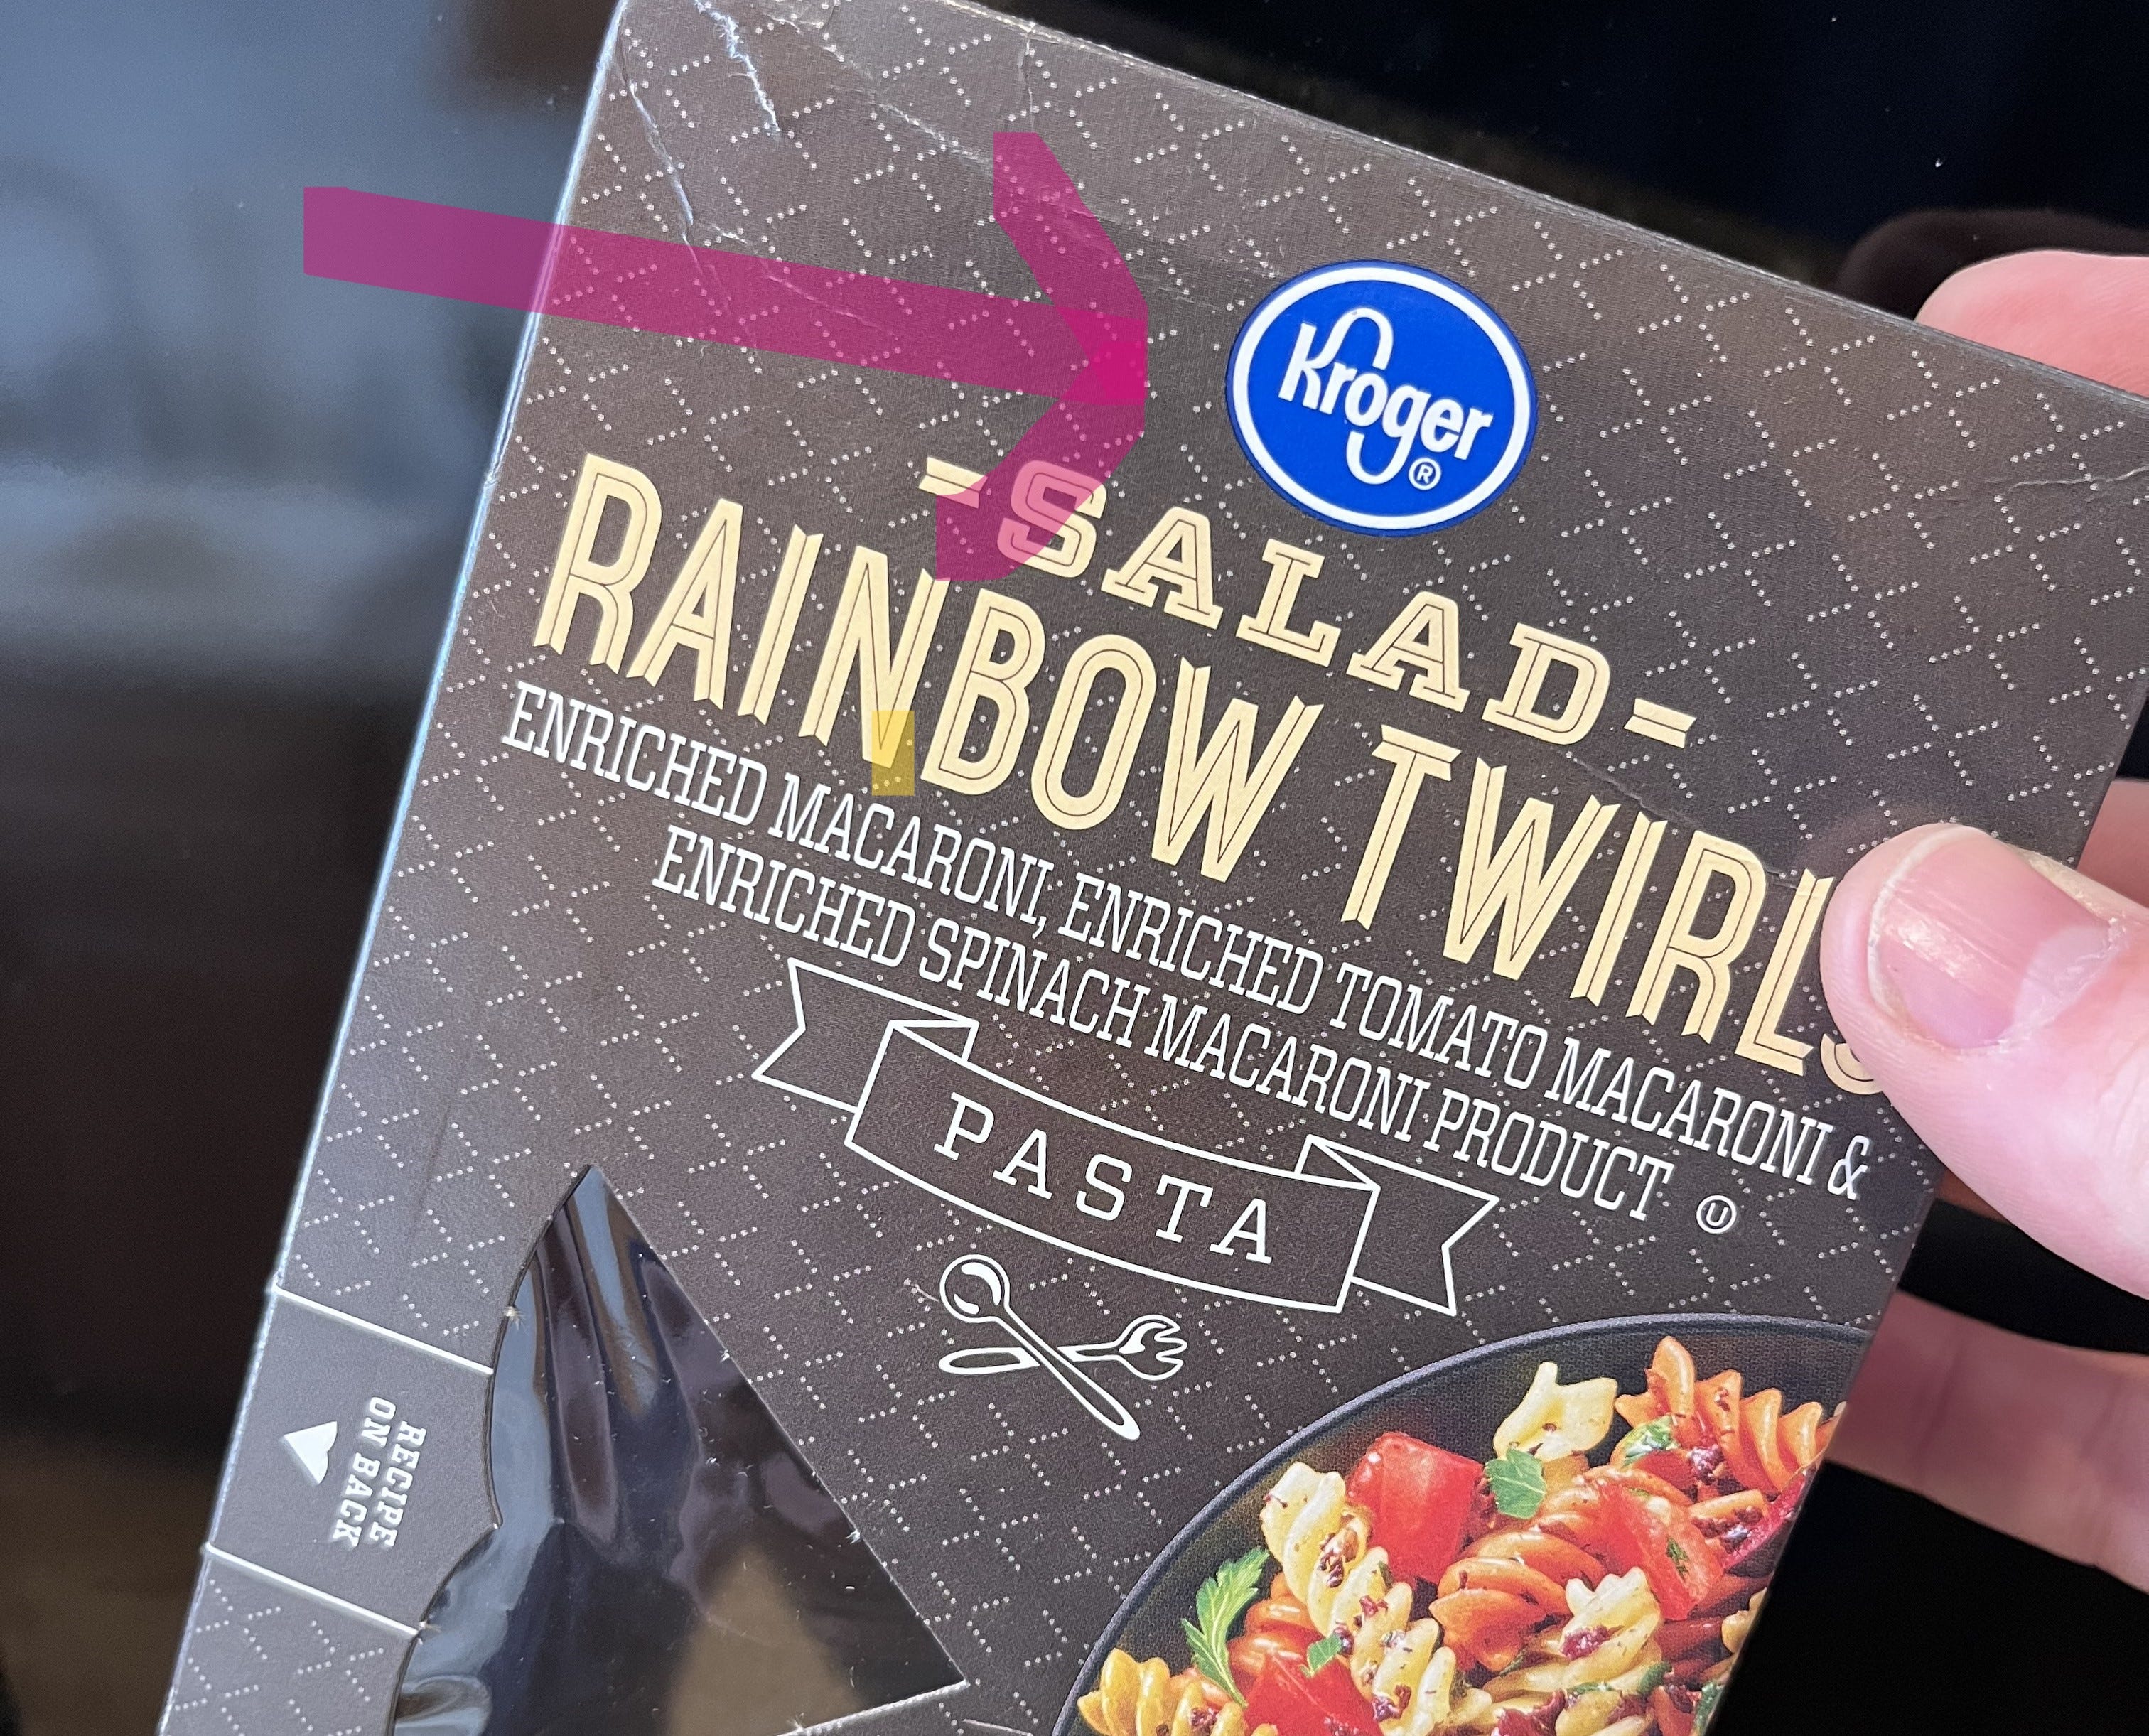 Kroger®
-SALAD-
RAINBOW TWIRLS
ENRICHED MACARONI, ENRICHED TOMATO MACARONI &
ENRICHED SPINACH MACARONI PRODUCT Ⓤ
PASTA
RECIPE
ON BACK